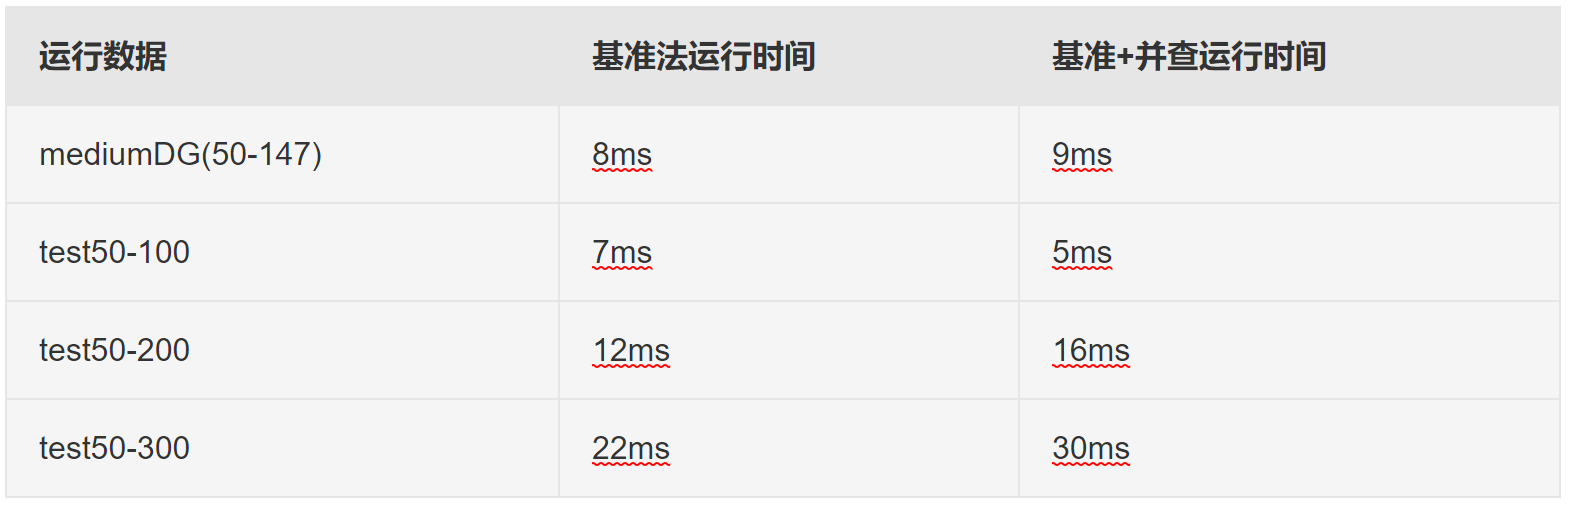 运行数据 基准法运行时间 基准+并查运行时间
mediumDG(50-147) 8ms 9ms
test50-100 7ms 5ms
test50-200 12ms 16ms
test50-300 22ms 30ms